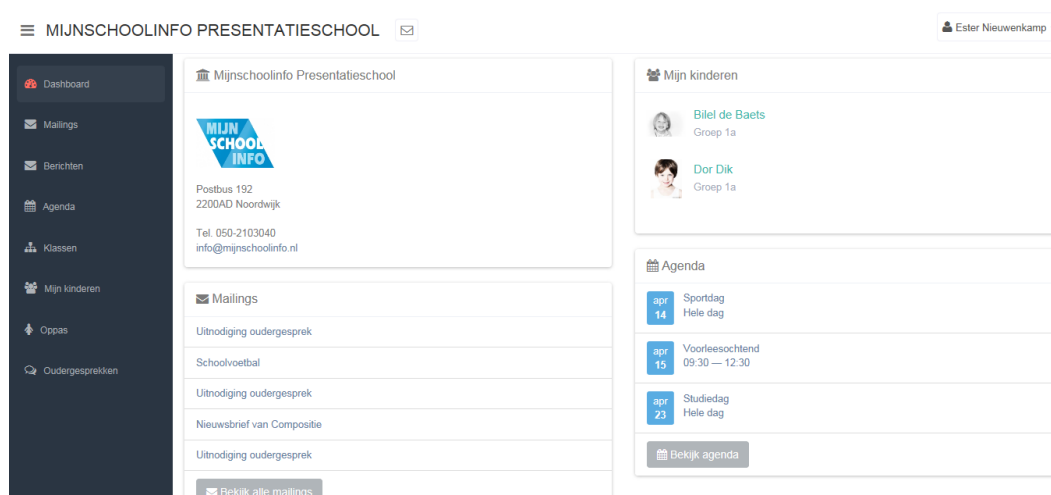 MIJNSCHOOLINFO PRESENTATIESCHOOL
Ester Nieuwenkamp
Dashboard
Mailings
Berichten
Agenda
Klassen
Mijn kinderen
Oppas
Oudergesprekken
Mijnschoolinfo Presentatieschool
MIJN
SCHOOL
INFO
Postbus 192
2200AD Noordwijk
Tel. 050-2103040
info@mijnschoolinfo.nl
Mailings
Uitnodiging oudergesprek
Schoolvoetbal
Uitnodiging oudergesprek
Nieuwsbrief van Compositie
Uitnodiging oudergesprek
Bekijk alle mailings
Mijn kinderen
Bilel de Baets
Groep 1a
Dor Dik
Groep 1a
Agenda
apr
14
Sportdag
Hele dag
apr
15
Voorleesochtend
09:30 — 12:30
apr
23
Studiedag
Hele dag
Bekijk agenda